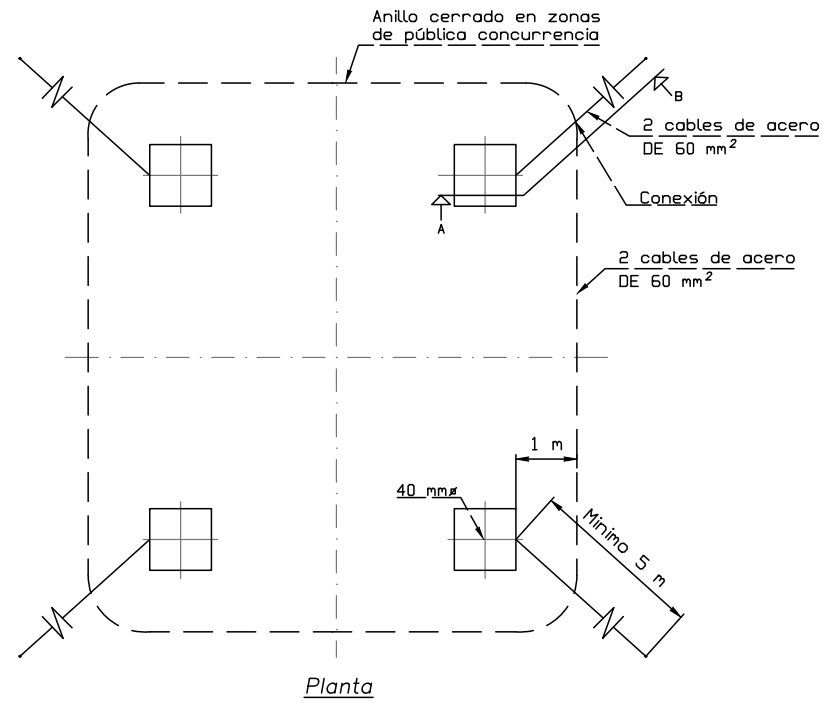 Anillo cerrado en zonas
de pública concurrencia
B
2 cables de acero
DE 60 mm²
Conexión
A
2 cables de acero
DE 60 mm²
1 m
40 mmø
Mínimo 5 m
Planta